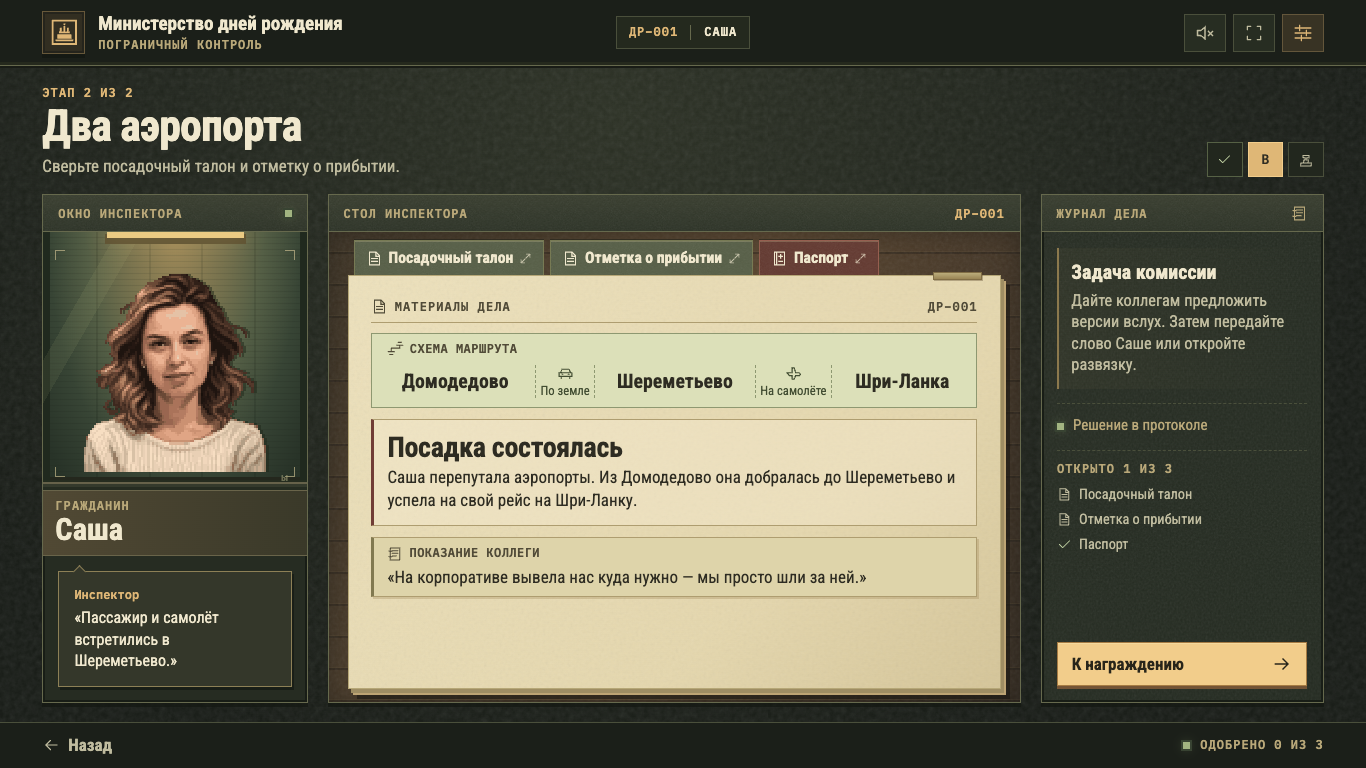 Министерство дней рождения
ПОГРАНИЧНЫЙ КОНТРОЛЬ
ДР-001
САША
ЭТАП 2 ИЗ 2
Два аэропорта
Сверьте посадочный талон и отметку о прибытии.
В
ОКНО ИНСПЕКТОРА
ГРАЖДАНИН
Саша
Инспектор
«Пассажир и самолёт
встретились в
Шереметьево.»
СТОЛ ИНСПЕКТОРА
ДР-001
Посадочный талон
Отметка о прибытии
Паспорт
МАТЕРИАЛЫ ДЕЛА
ДР-001
СХЕМА МАРШРУТА
Домодедово
По земле
Шереметьево
На самолёте
Шри-Ланка
Посадка состоялась
Саша перепутала аэропорты. Из Домодедово она добралась до Шереметьево и
успела на свой рейс на Шри-Ланку.
ПОКАЗАНИЕ КОЛЛЕГИ
«На корпоративе вывела нас куда нужно — мы просто шли за ней.»
ЖУРНАЛ ДЕЛА
Задача комиссии
Дайте коллегам предложить
версии вслух. Затем передайте
слово Саше или откройте
развязку.
Решение в протоколе
ОТКРЫТО 1 ИЗ 3
Посадочный талон
Отметка о прибытии
Паспорт
К награждению
Назад
ОДОБРЕНО 0 ИЗ 3